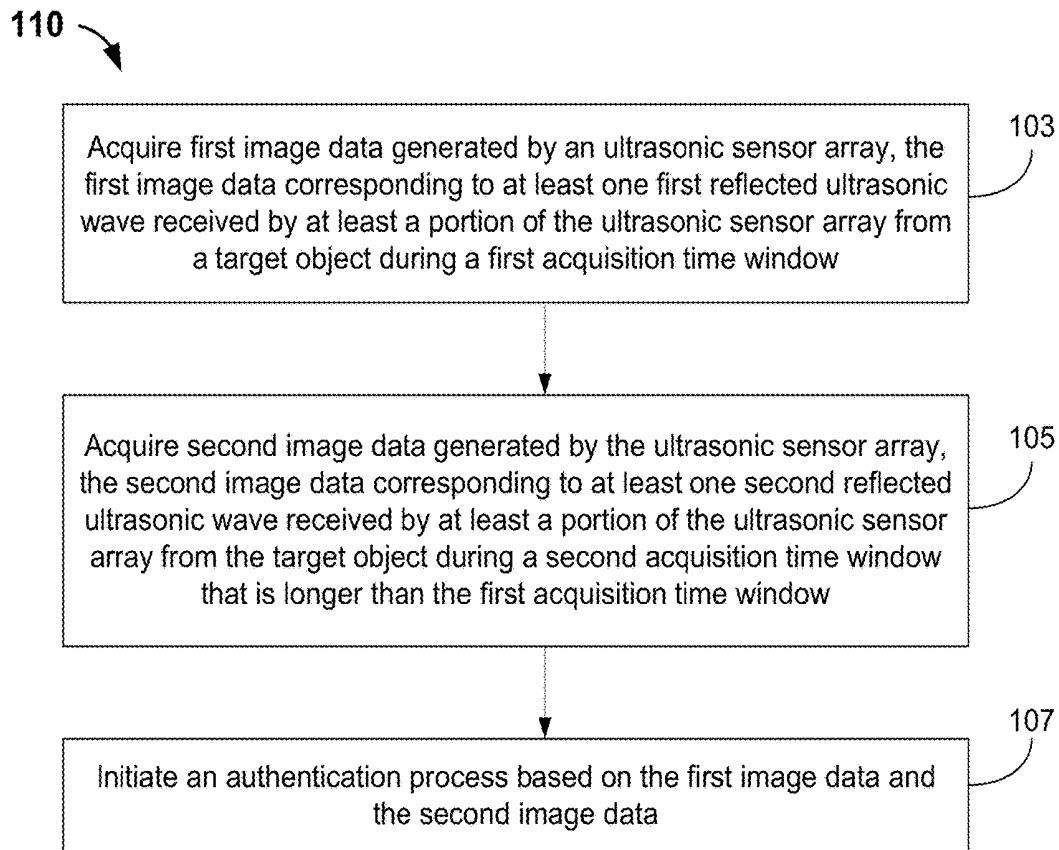 110
103
Acquire first image data generated by an ultrasonic sensor array, the
first image data corresponding to at least one first reflected ultrasonic
wave received by at least a portion of the ultrasonic sensor array from
a target object during a first acquisition time window
105
Acquire second image data generated by the ultrasonic sensor array,
the second image data corresponding to at least one second reflected
ultrasonic wave received by at least a portion of the ultrasonic sensor
array from the target object during a second acquisition time window
that is longer than the first acquisition time window
107
Initiate an authentication process based on the first image data and
the second image data